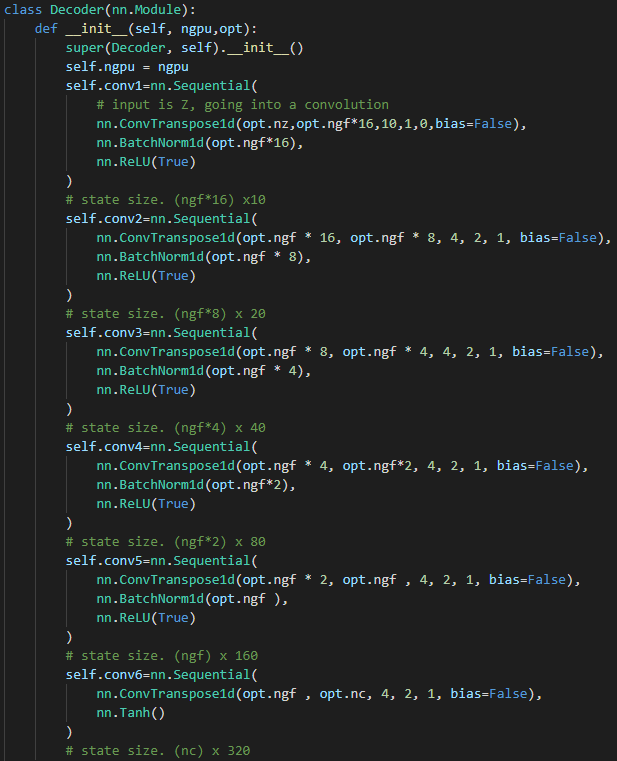 class Decoder(nn.Module):
    def __init__(self, ngpu,opt):
        super(Decoder, self).__init__()
        self.ngpu = ngpu
        self.conv1=nn.Sequential(
            # input is Z, going into a convolution
            nn.ConvTranspose1d(opt.nz,opt.ngf*16,10,1,0,bias=False),
            nn.BatchNorm1d(opt.ngf*16),
            nn.ReLU(True)
        )
        # state size. (ngf*16) x10
        self.conv2=nn.Sequential(
            nn.ConvTranspose1d(opt.ngf * 16, opt.ngf * 8, 4, 2, 1, bias=False),
            nn.BatchNorm1d(opt.ngf * 8),
            nn.ReLU(True)
        )
        # state size. (ngf*8) x 20
        self.conv3=nn.Sequential(
            nn.ConvTranspose1d(opt.ngf * 8, opt.ngf * 4, 4, 2, 1, bias=False),
            nn.BatchNorm1d(opt.ngf * 4),
            nn.ReLU(True)
        )
        # state size. (ngf*4) x 40
        self.conv4=nn.Sequential(
            nn.ConvTranspose1d(opt.ngf * 4, opt.ngf*2, 4, 2, 1, bias=False),
            nn.BatchNorm1d(opt.ngf*2),
            nn.ReLU(True)
        )
        # state size. (ngf*2) x 80
        self.conv5=nn.Sequential(
            nn.ConvTranspose1d(opt.ngf * 2, opt.ngf , 4, 2, 1, bias=False),
            nn.BatchNorm1d(opt.ngf ),
            nn.ReLU(True)
        )
        # state size. (ngf) x 160
        self.conv6=nn.Sequential(
            nn.ConvTranspose1d(opt.ngf , opt.nc, 4, 2, 1, bias=False),
            nn.Tanh()
        )
        # state size. (nc) x 320